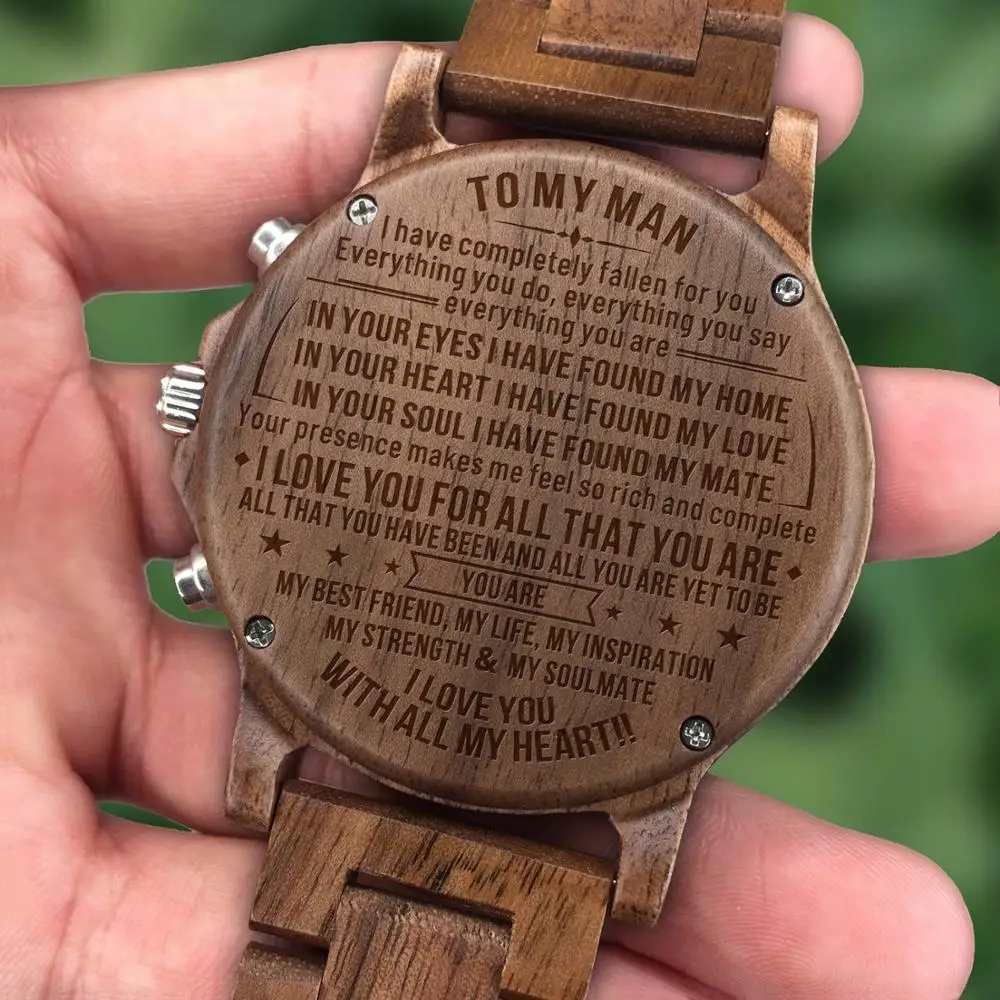 TO MY MAN
I have completely fallen for you
Everything you do, everything you say
everything you are
IN YOUR EYES I HAVE FOUND MY HOME
IN YOUR HEART I HAVE FOUND MY LOVE
IN YOUR SOUL I HAVE FOUND MY MATE
Your presence makes me feel so rich and complete
I LOVE YOU FOR ALL THAT YOU ARE
ALL THAT YOU HAVE BEEN AND ALL YOU ARE YET TO BE
YOU ARE
MY BEST FRIEND, MY LIFE, MY INSPIRATION
MY STRENGTH & MY SOULMATE
I LOVE YOU
WITH ALL MY HEART!!